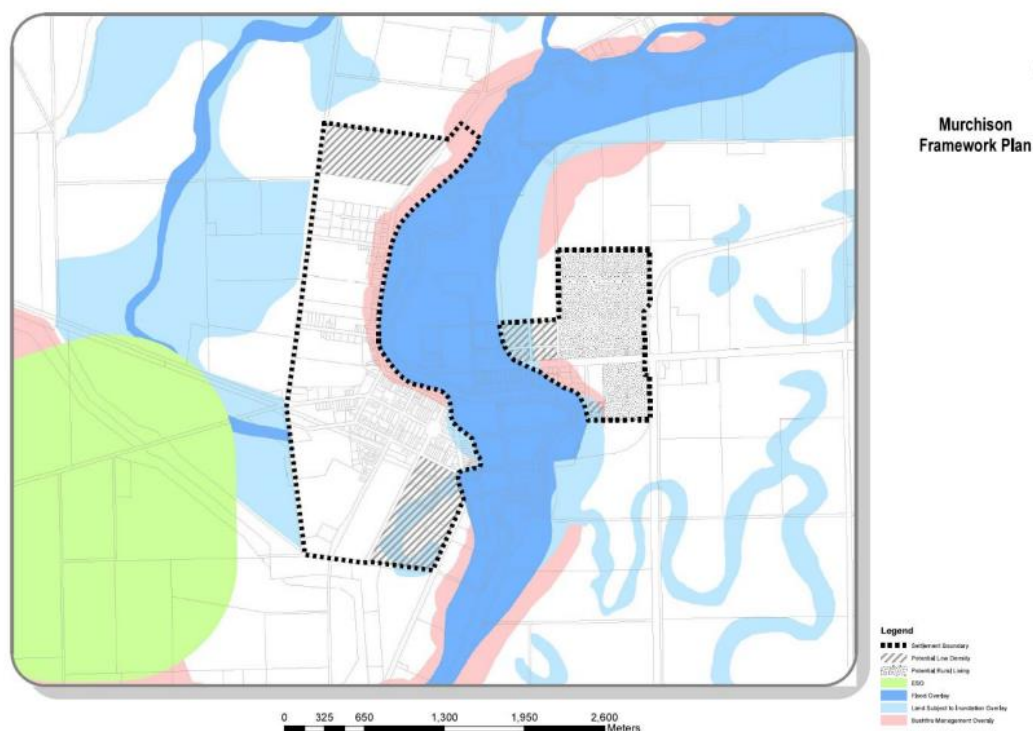 Murchison
Framework Plan
Legend
Settlement Boundary
Potential Low Density
Potential Rural Living
ESO
Flood Overlay
Land Subject to Inundation Overlay
Bushfire Management Overlay
0 325 650 1,300 1,950 2,600
Meters